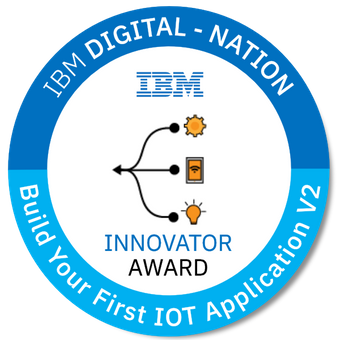 IBM DIGITAL - NATION
IBM
INNOVATOR
AWARD
Build Your First IOT Application V2